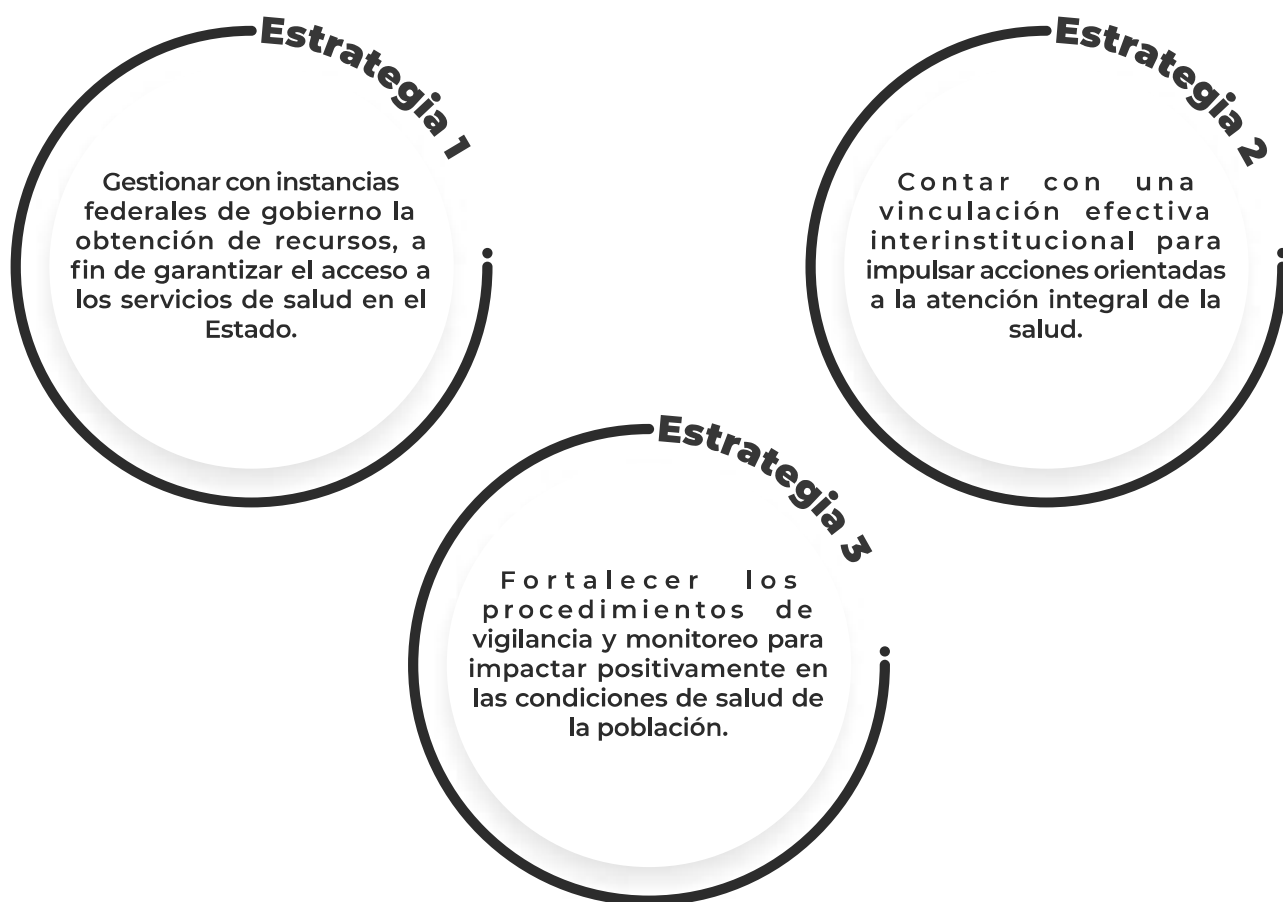 Estrategia 1
Gestionar con instancias
federales de gobierno la
obtención de recursos, a
fin de garantizar el acceso a
los servicios de salud en el
Estado.
Estrategia 2
Contar con una
vinculación efectiva
interinstitucional para
impulsar acciones orientadas
a la atención integral de la
salud.
Estrategia 3
Fortalecer los
procedimientos de
vigilancia y monitoreo para
impactar positivamente en
las condiciones de salud de
la población.